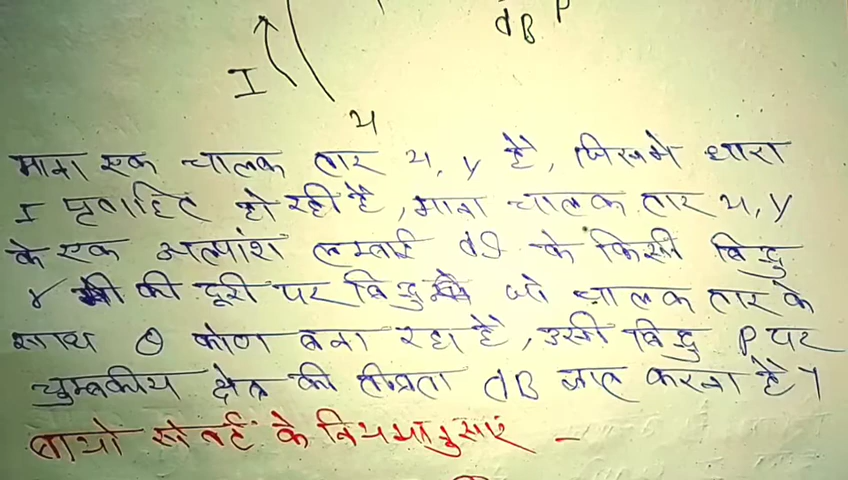 dB P
I
x
माना एक चालक तार x, y है, जिसमे धारा
I प्रवाहित हो रही है, माना चालक तार x, y
के एक अल्पांश लम्बाई dl के किसी बिन्दु
r की दूरी पर बिन्दु जो चालक तार के
साथ θ कोण बना रहा है, उसी बिन्दु P पर
चुम्बकीय क्षेत्र की तीव्रता dB ज्ञात करना है।
बायो सेवर्ट के नियमानुसार -